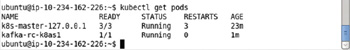 ubuntu@ip-10-234-162-226:~$ kubectl get pods
NAME READY STATUS RESTARTS AGE
k8s-master-127.0.0.1 3/3 Running 3 23m
kafka-rc-k8as1 1/1 Running 0 1m
ubuntu@ip-10-234-162-226:~$